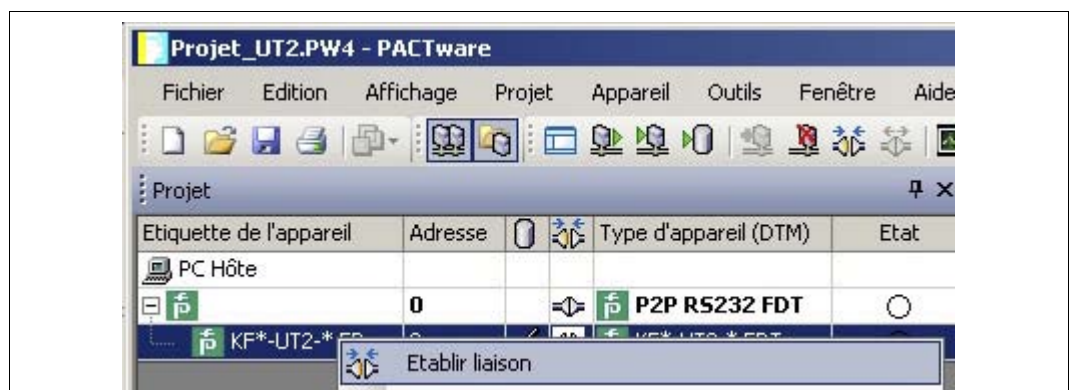 Projet_UT2.PW4 - PACTware
Fichier Edition Affichage Projet Appareil Outils Fenêtre Aide
Projet
Etiquette de l'appareil Adresse Type d'appareil (DTM) Etat
PC Hôte
0 P2P RS232 FDT
KF*-UT2-*
Etablir liaison